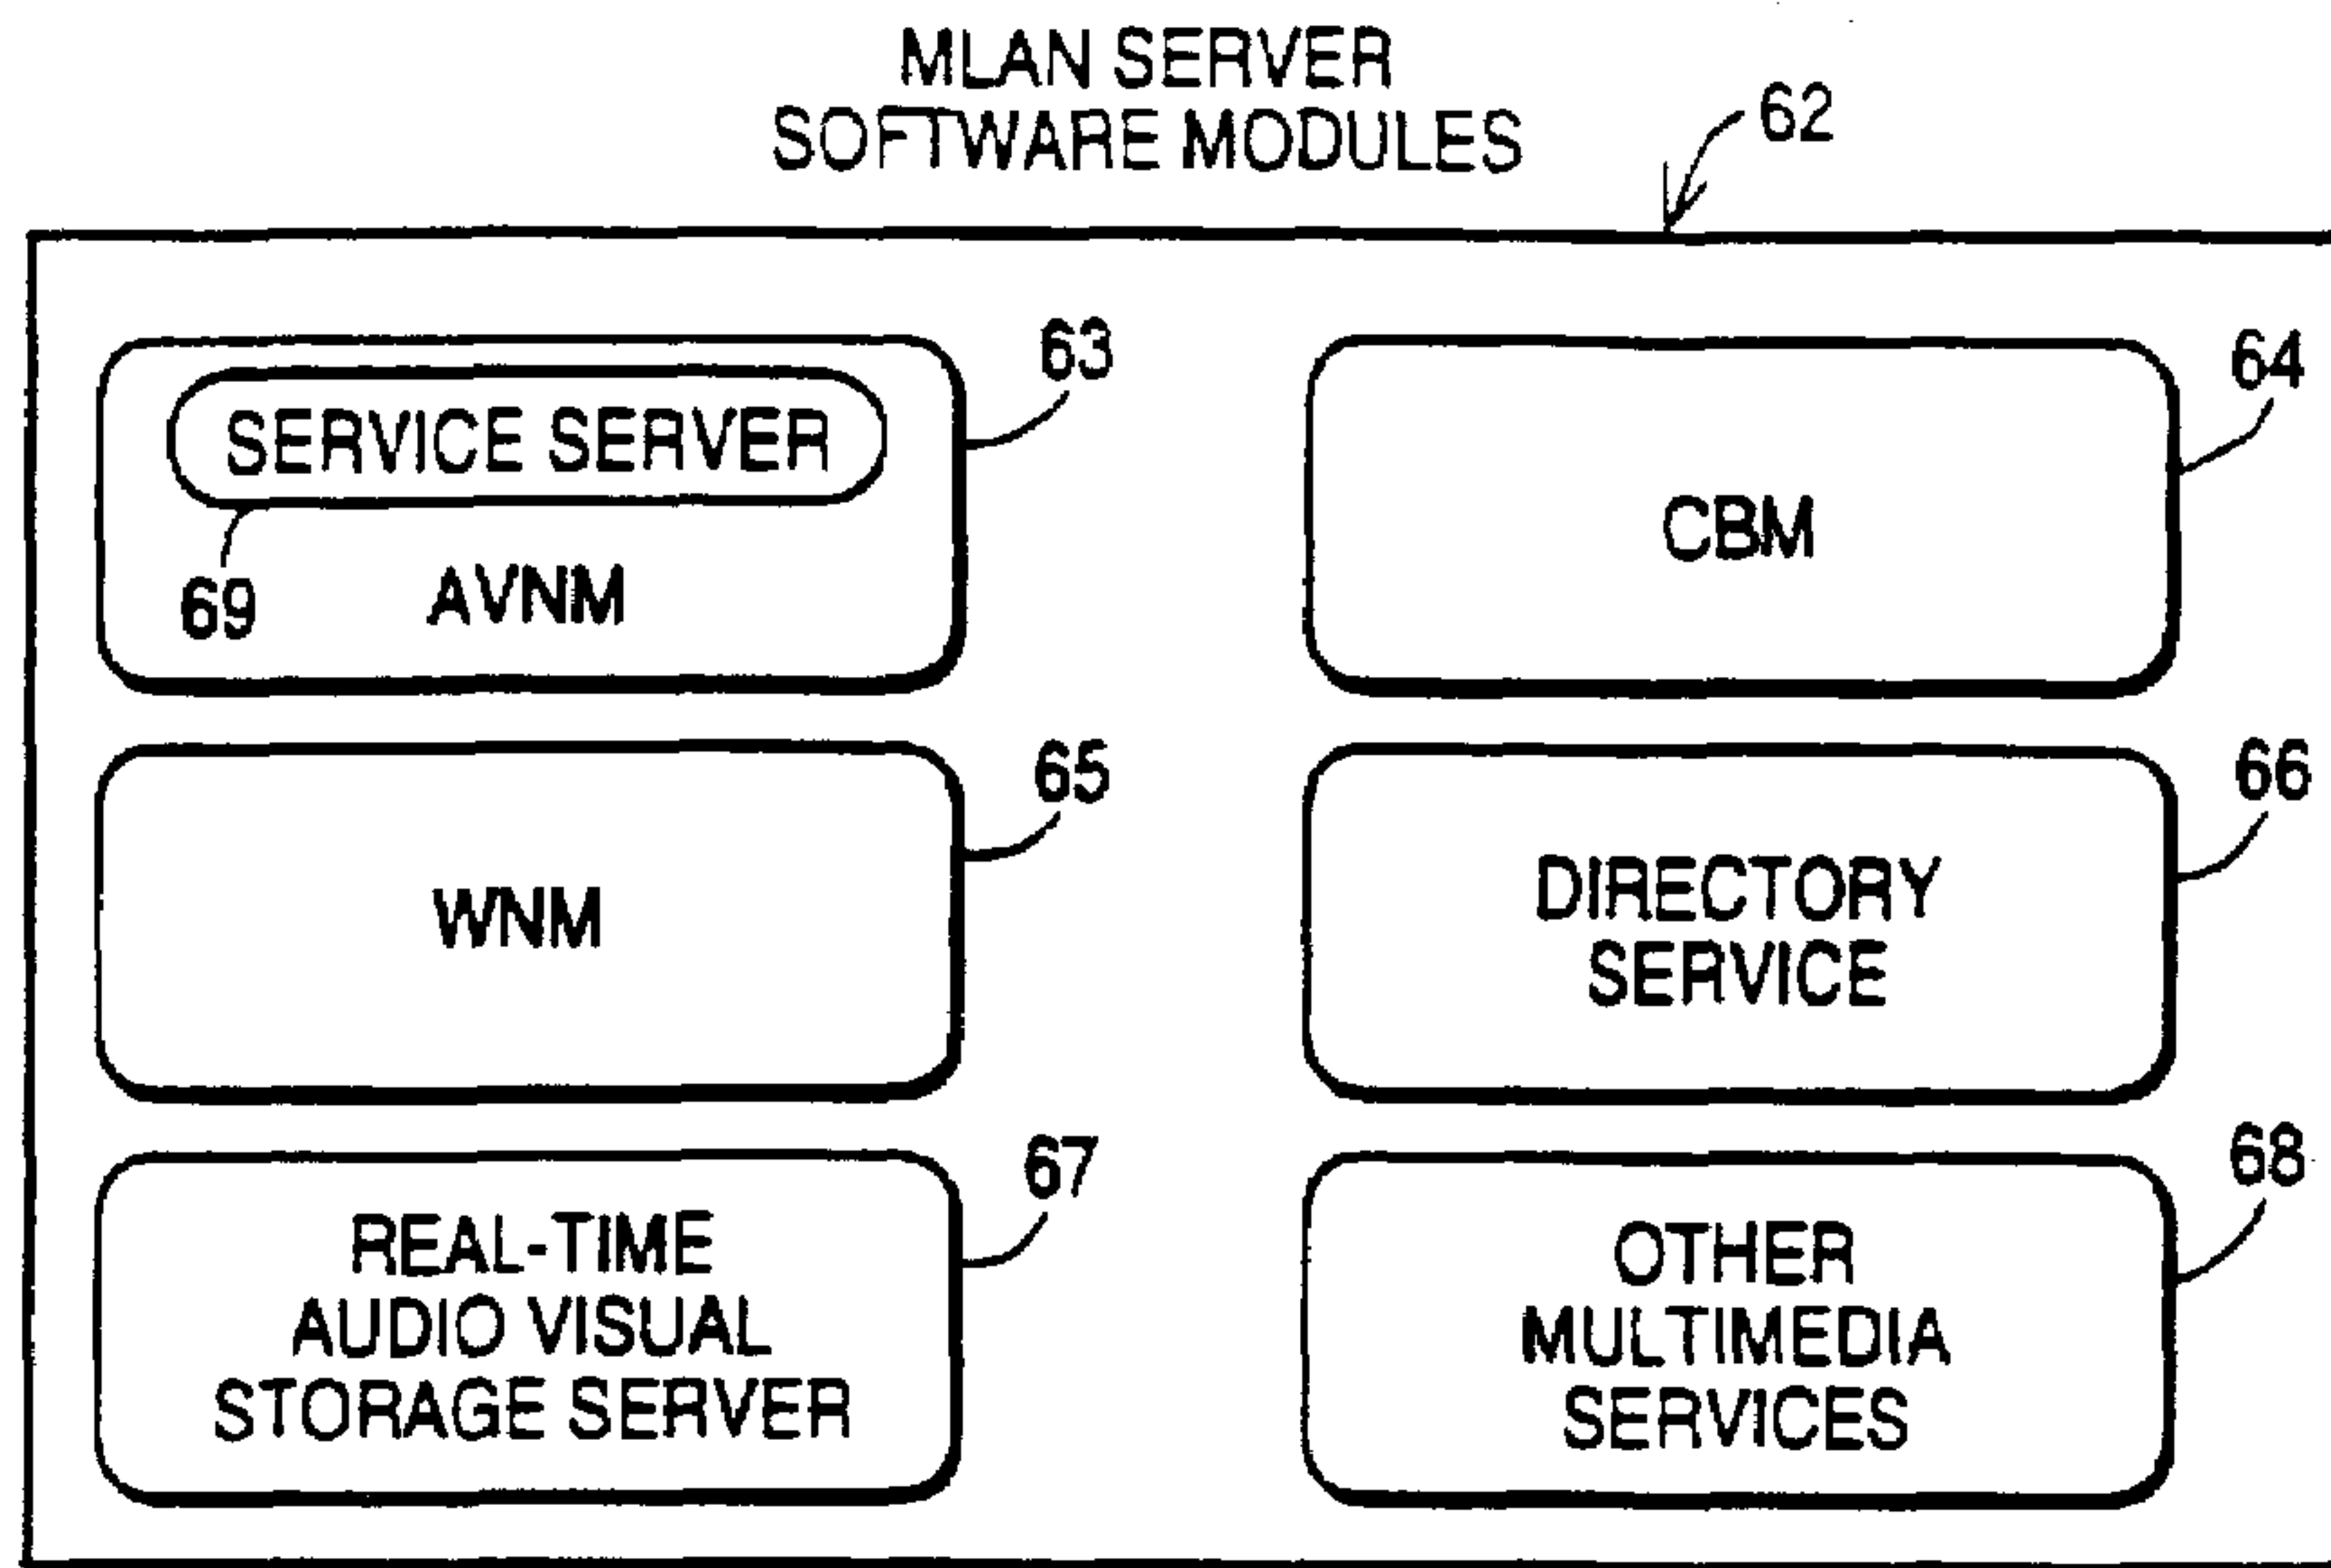 MLAN SERVER
SOFTWARE MODULES
62
63
SERVICE SERVER
69
AVNM
64
CBM
65
WNM
66
DIRECTORY
SERVICE
67
REAL-TIME
AUDIO VISUAL
STORAGE SERVER
68
OTHER
MULTIMEDIA
SERVICES